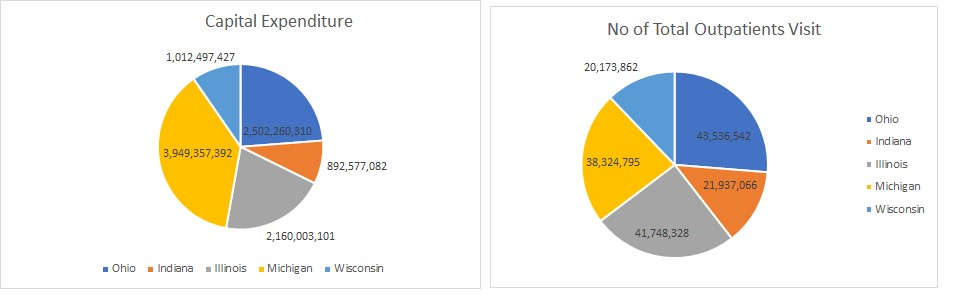 Capital Expenditure
1,012,497,427
2,502,260,310
3,949,357,392
892,577,082
2,160,003,101
Ohio Indiana Illinois Michigan Wisconsin
No of Total Outpatients Visit
20,173,862
43,536,542
38,324,795
21,937,066
41,748,328
Ohio
Indiana
Illinois
Michigan
Wisconsin